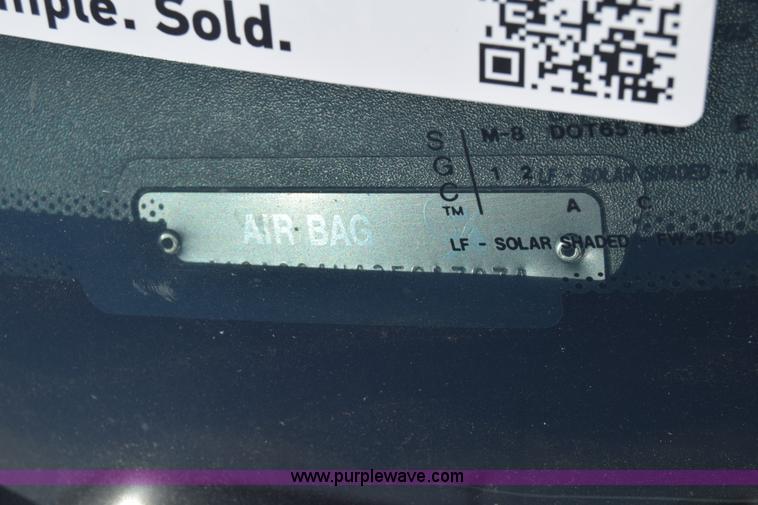 mple. Sold.
S
G
C
TM
M-8 DOT65
E
1 2 LF - SOLAR SHADED -
A C
AIR BAG
LF - SOLAR SHADED - FW-2150
www.purplewave.com